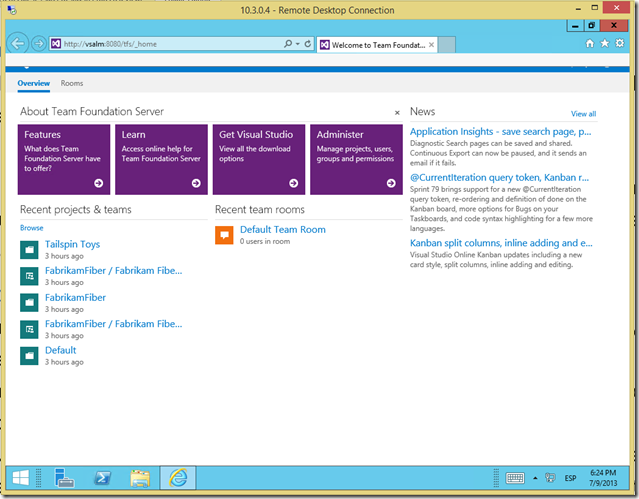 10.3.0.4 - Remote Desktop Connection
http://vsalm:8080/tfs/_home
Welcome to Team Foundat...
Overview
Rooms
About Team Foundation Server
Features
What does Team
Foundation Server have
to offer?
Learn
Access online help for
Team Foundation Server
Get Visual Studio
View all the download
options
Administer
Manage projects, users,
groups and permissions
Recent projects & teams
Browse
Tailspin Toys
3 hours ago
FabrikamFiber / Fabrikam Fibe...
3 hours ago
FabrikamFiber
3 hours ago
FabrikamFiber / Fabrikam Fibe...
3 hours ago
Default
3 hours ago
Recent team rooms
Default Team Room
0 users in room
News
View all
Application Insights - save search page, p...
Diagnostic Search pages can be saved and shared.
Continuous Export can now be paused, and it sends an
email if it fails.
@CurrentIteration query token, Kanban r...
Sprint 79 brings support for a new @CurrentIteration
query token, re-ordering and definition of done on the
Kanban board, more options for Bugs on your
Taskboards, and code syntax highlighting for a few more
languages.
Kanban split columns, inline adding and e...
Visual Studio Online Kanban updates including a new
card style, split columns, inline adding and editing.
ESP
6:24 PM
7/9/2013